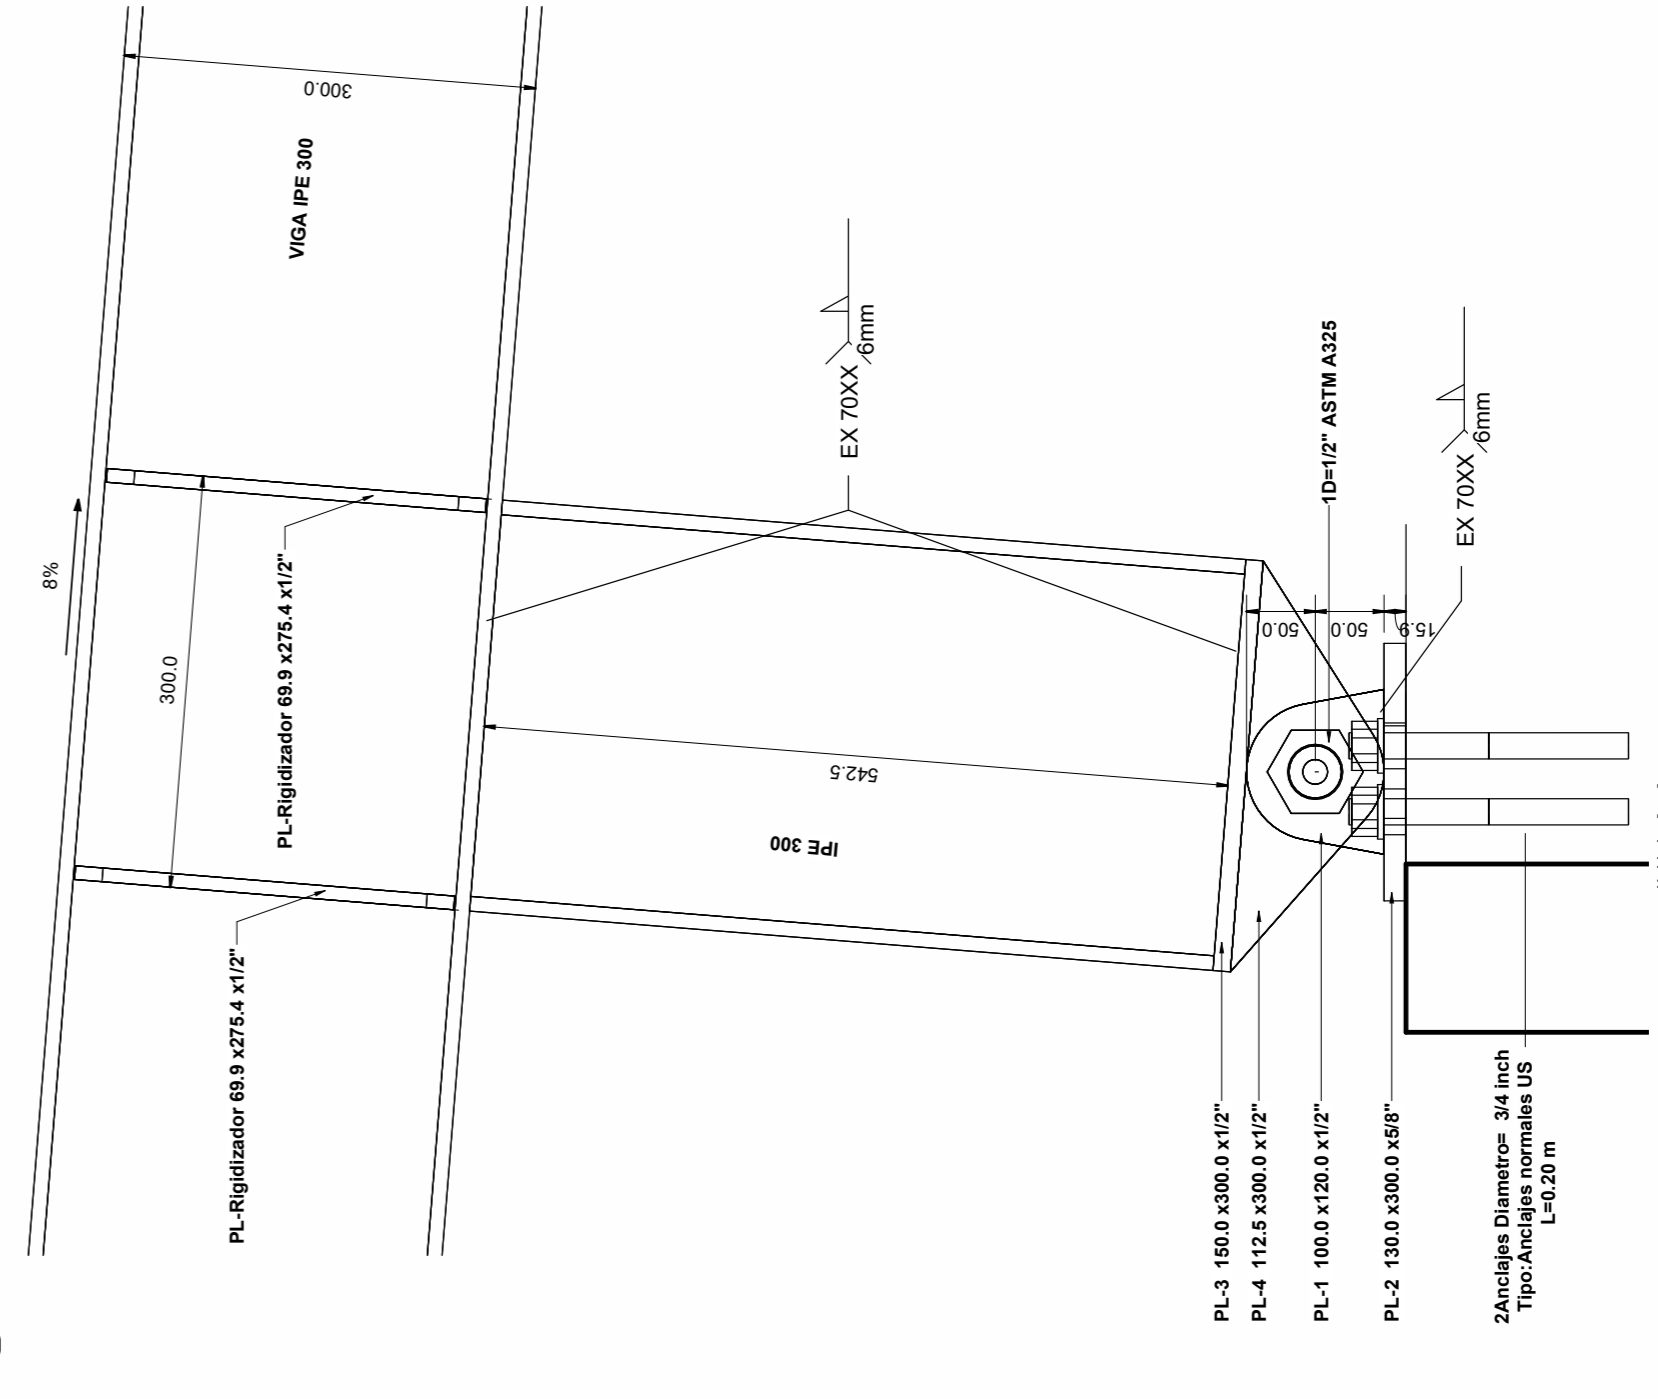 8%
300.0
VIGA IPE 300
300.0
PL-Rigidizador 69.9 x275.4 x1/2"
PL-Rigidizador 69.9 x275.4 x1/2"
EX 70XX
6mm
542.5
IPE 300
1D=1/2" ASTM A325
EX 70XX
6mm
50.0
50.0
15.9
PL-3 150.0 x300.0 x1/2"
PL-4 112.5 x300.0 x1/2"
PL-1 100.0 x120.0 x1/2"
PL-2 130.0 x300.0 x5/8"
2Anclajes Diametro= 3/4 inch
Tipo:Anclajes normales US
L=0.20 m